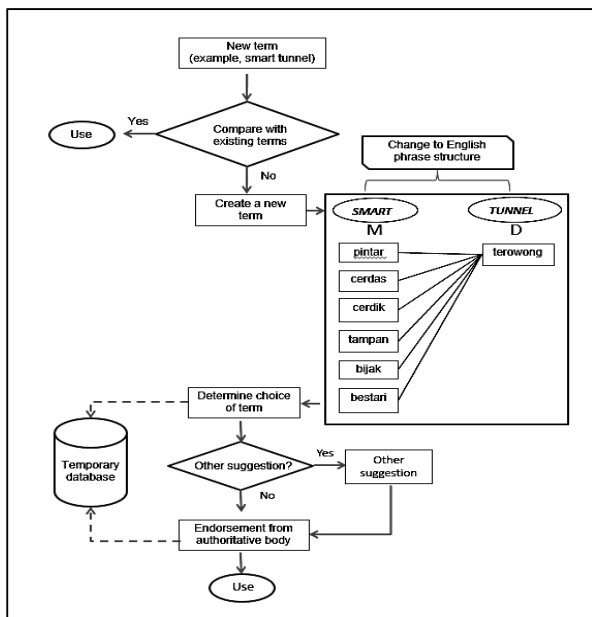 New term
(example, smart tunnel)
Yes
Use
Compare with
existing terms
Change to English
phrase structure
No
Create a new
term
SMART
TUNNEL
M
D
pintar
terowong
cerdas
cerdik
tampan
bijak
bestari
Determine choice
of term
Temporary
database
Other suggestion?
Yes
Other
suggestion
No
Endorsement from
authoritative body
Use